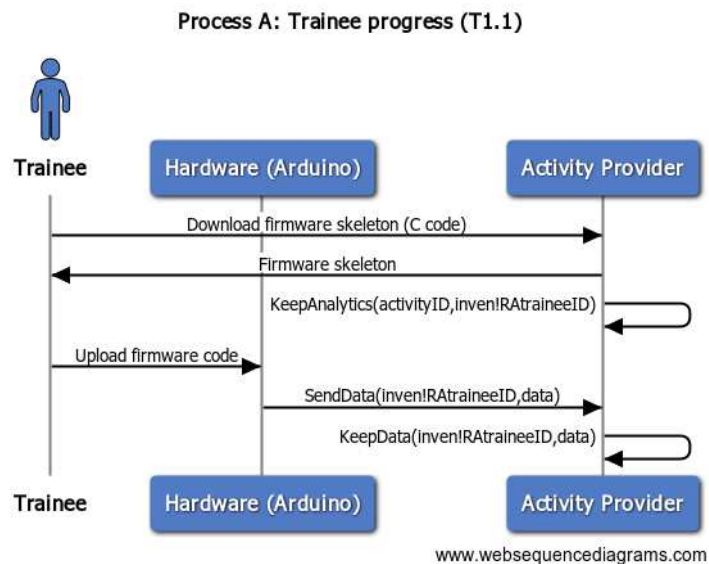 Process A: Trainee progress (T1.1)
Trainee
Hardware (Arduino)
Activity Provider
Download firmware skeleton (C code)
Firmware skeleton
KeepAnalytics(activityID,inven!RAtraineeID)
Upload firmware code
SendData(inven!RAtraineeID,data)
KeepData(inven!RAtraineeID,data)
Trainee
Hardware (Arduino)
Activity Provider
www.websequencediagrams.com